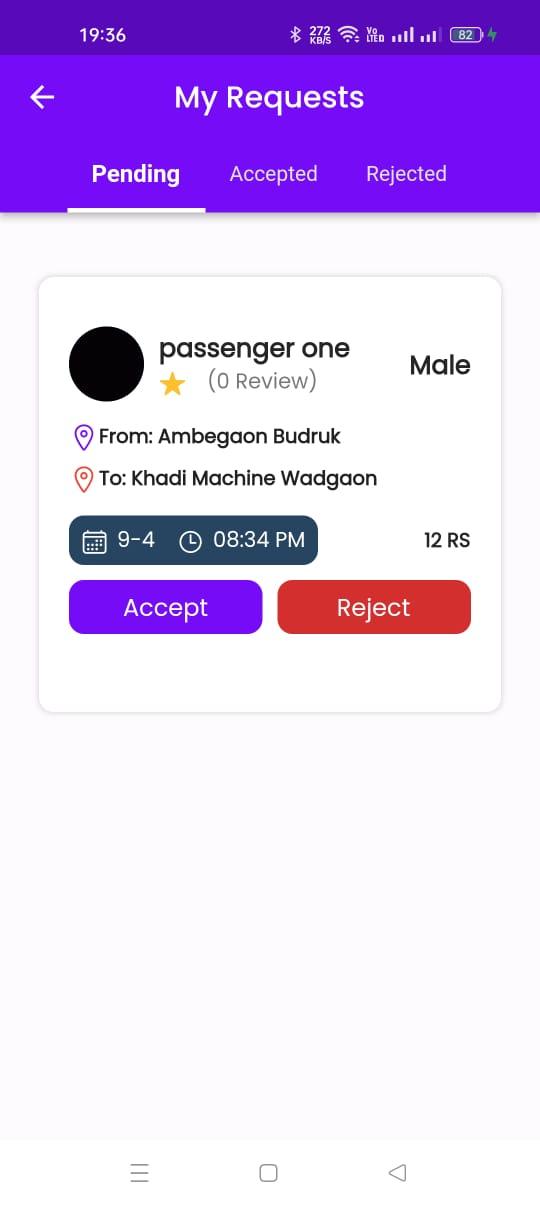 19:36 272 KB/S Vo LTED 82
My Requests
Pending Accepted Rejected
passenger one
(0 Review)
Male
From: Ambegaon Budruk
To: Khadi Machine Wadgaon
9-4 08:34 PM 12 RS
Accept Reject